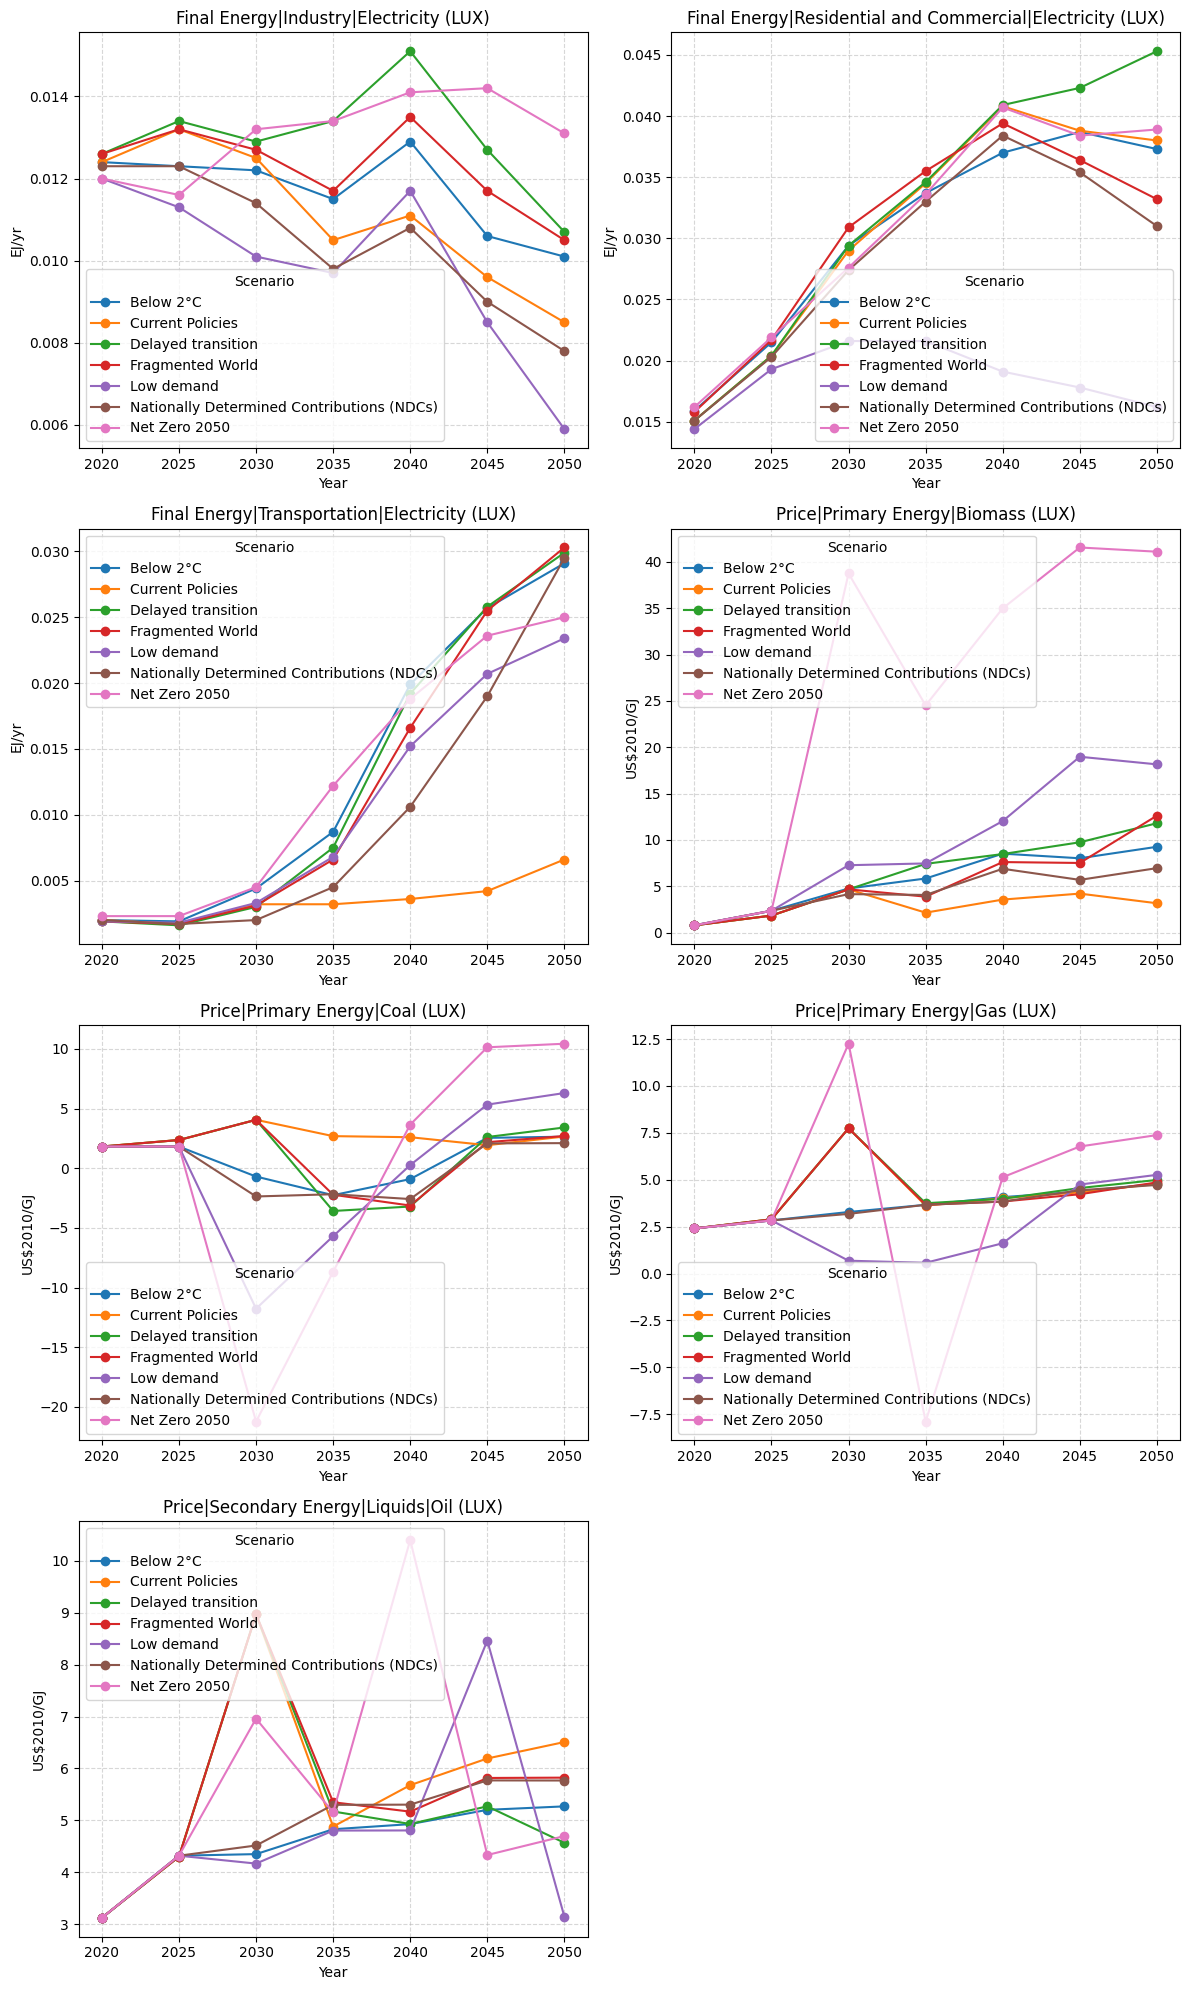 Final Energy|Industry|Electricity (LUX)
EJ/yr
0.014
0.012
0.010
0.008
0.006
Scenario
Below 2°C
Current Policies
Delayed transition
Fragmented World
Low demand
Nationally Determined Contributions (NDCs)
Net Zero 2050
2020 2025 2030 2035 2040 2045 2050
Year
Final Energy|Residential and Commercial|Electricity (LUX)
EJ/yr
0.045
0.040
0.035
0.030
0.025
0.020
0.015
Scenario
Below 2°C
Current Policies
Delayed transition
Fragmented World
Low demand
Nationally Determined Contributions (NDCs)
Net Zero 2050
2020 2025 2030 2035 2040 2045 2050
Year
Final Energy|Transportation|Electricity (LUX)
EJ/yr
0.030
0.025
0.020
0.015
0.010
0.005
Scenario
Below 2°C
Current Policies
Delayed transition
Fragmented World
Low demand
Nationally Determined Contributions (NDCs)
Net Zero 2050
2020 2025 2030 2035 2040 2045 2050
Year
Price|Primary Energy|Biomass (LUX)
US$2010/GJ
40
35
30
25
20
15
10
5
0
Scenario
Below 2°C
Current Policies
Delayed transition
Fragmented World
Low demand
Nationally Determined Contributions (NDCs)
Net Zero 2050
2020 2025 2030 2035 2040 2045 2050
Year
Price|Primary Energy|Coal (LUX)
US$2010/GJ
10
5
0
−5
−10
−15
−20
Scenario
Below 2°C
Current Policies
Delayed transition
Fragmented World
Low demand
Nationally Determined Contributions (NDCs)
Net Zero 2050
2020 2025 2030 2035 2040 2045 2050
Year
Price|Primary Energy|Gas (LUX)
US$2010/GJ
12.5
10.0
7.5
5.0
2.5
0.0
−2.5
−5.0
−7.5
Scenario
Below 2°C
Current Policies
Delayed transition
Fragmented World
Low demand
Nationally Determined Contributions (NDCs)
Net Zero 2050
2020 2025 2030 2035 2040 2045 2050
Year
Price|Secondary Energy|Liquids|Oil (LUX)
US$2010/GJ
10
9
8
7
6
5
4
3
Scenario
Below 2°C
Current Policies
Delayed transition
Fragmented World
Low demand
Nationally Determined Contributions (NDCs)
Net Zero 2050
2020 2025 2030 2035 2040 2045 2050
Year